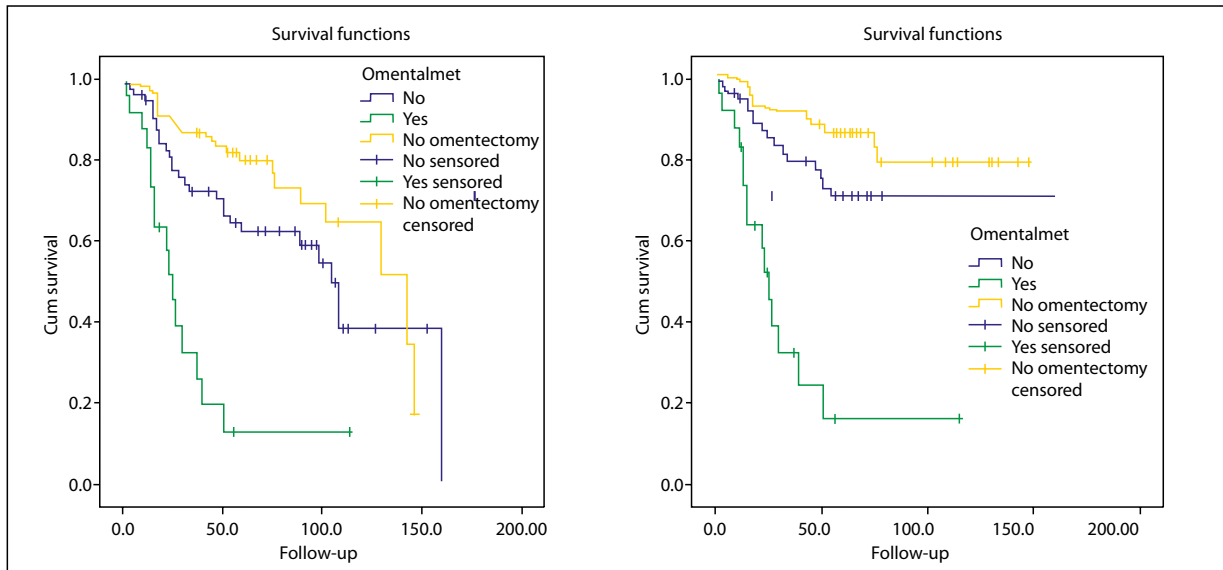 Survival functions
Cum survival
1.0
0.8
0.6
0.4
0.2
0.0
Omentalmet
No
Yes
No omentectomy
No sensored
Yes sensored
No omentectomy
censored
0.0
50.0
100.0
150.0
200.00
Follow-up
Survival functions
Cum survival
1.0
0.8
0.6
0.4
0.2
0.0
Omentalmet
No
Yes
No omentectomy
No sensored
Yes sensored
No omentectomy
censored
0.0
50.0
100.0
150.0
200.00
Follow-up